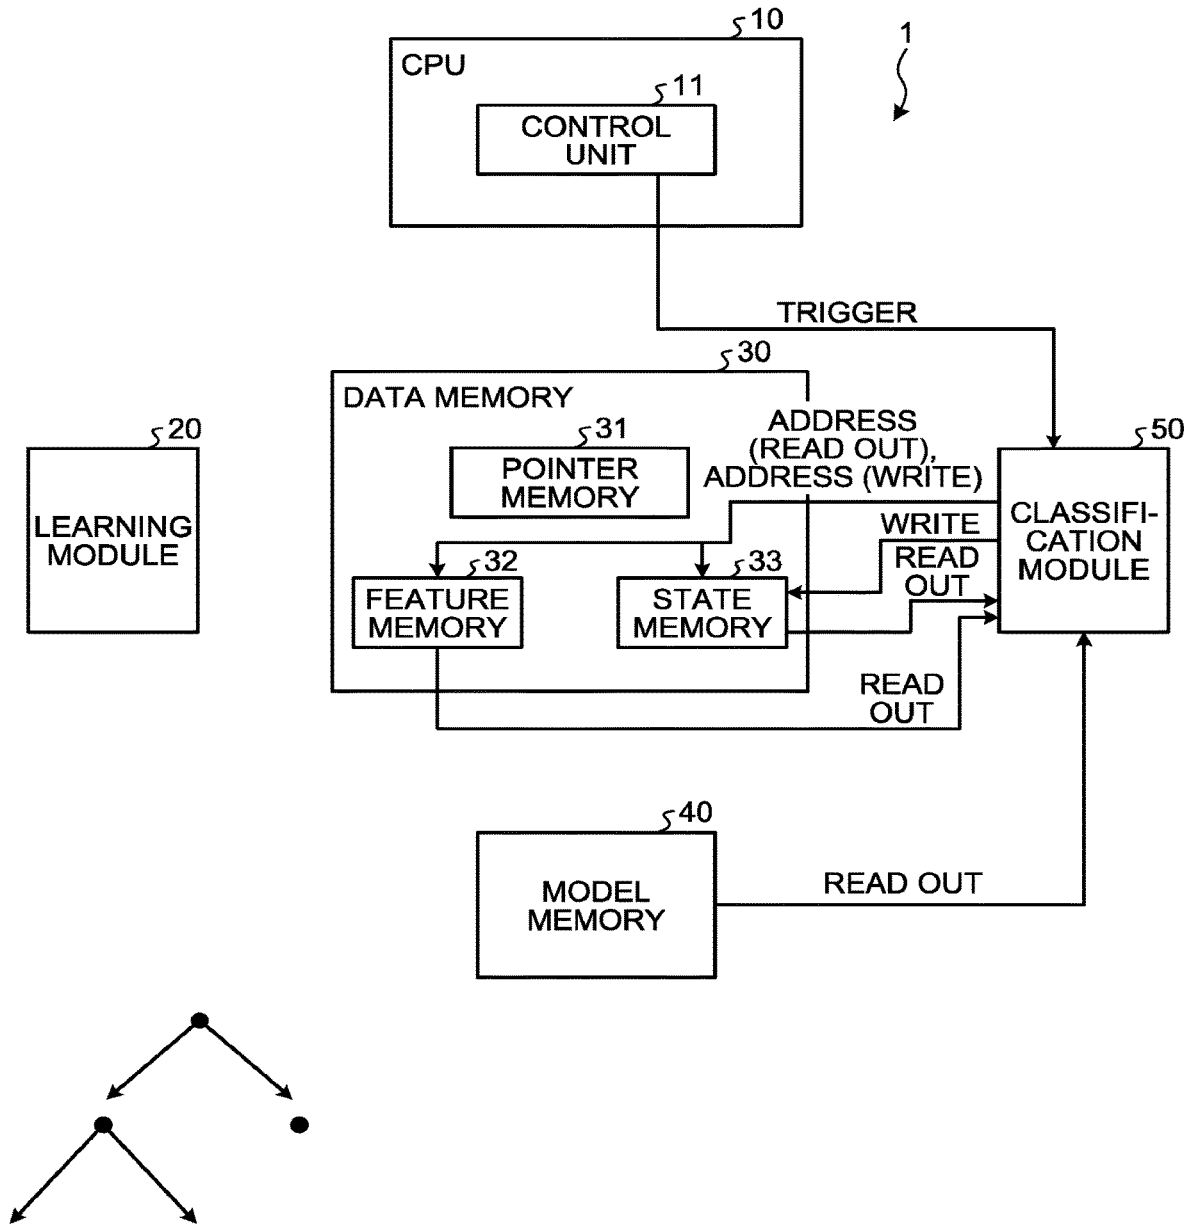 10
1
CPU
11
CONTROL
UNIT
TRIGGER
30
DATA MEMORY
ADDRESS
(READ OUT),
ADDRESS (WRITE)
20
31
50
POINTER
MEMORY
LEARNING
MODULE
CLASSIFI-
CATION
MODULE
WRITE
READ
OUT
32
33
FEATURE
MEMORY
STATE
MEMORY
READ
OUT
40
MODEL
MEMORY
READ OUT